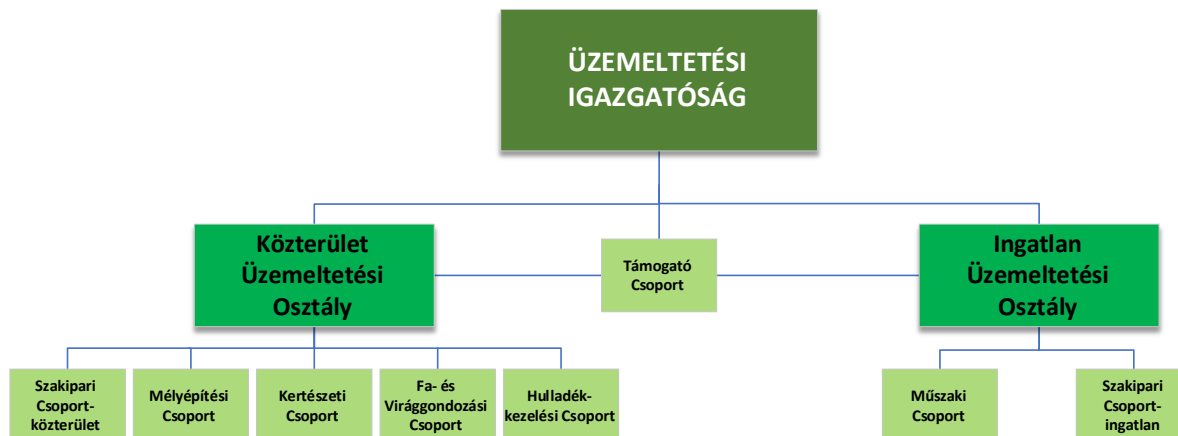 ÜZEMELTETÉSI
IGAZGATÓSÁG
Közterület
Üzemeltetési
Osztály
Támogató
Csoport
Ingatlan
Üzemeltetési
Osztály
Szakipari
Csoport-
közterület
Mélyépítési
Csoport
Kertészeti
Csoport
Fa- és
Virággondozási
Csoport
Hulladék-
kezelési Csoport
Műszaki
Csoport
Szakipari
Csoport-
ingatlan